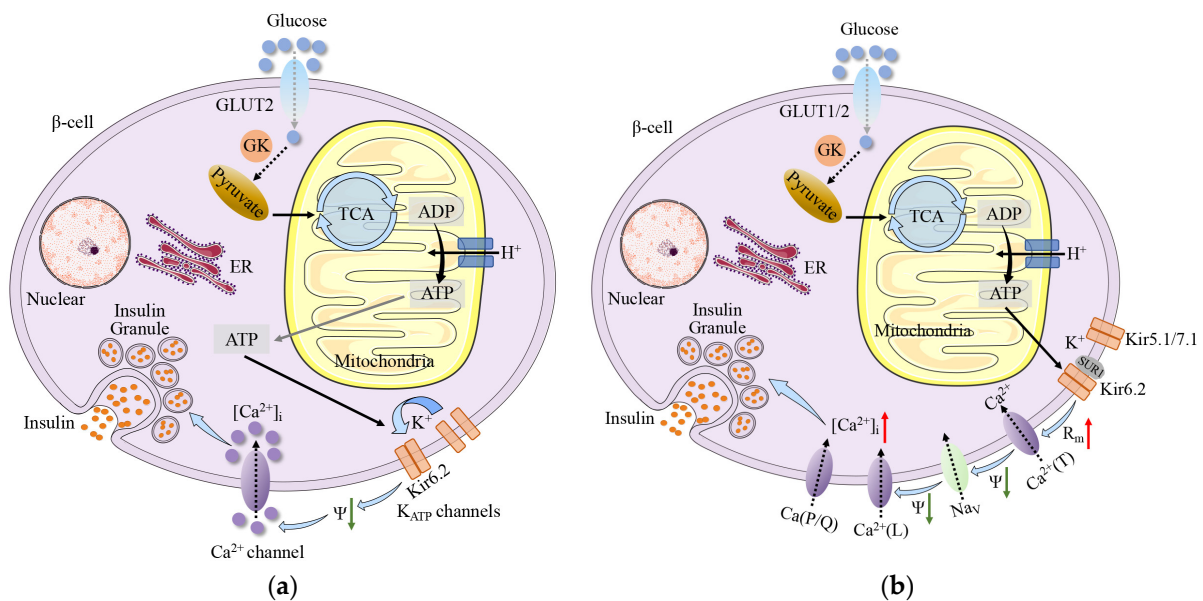 Glucose
GLUT2
β-cell
GK
Pyruvate
TCA
ADP
H⁺
ATP
ER
Nuclear
Insulin
Granule
ATP
Mitochondria
Insulin
[Ca²⁺]i
K⁺
Kir6.2
KATP channels
Ψ
Ca²⁺ channel
(a)
Glucose
GLUT1/2
β-cell
GK
Pyruvate
TCA
ADP
H⁺
ATP
ER
Nuclear
Insulin
Granule
Mitochondria
K⁺
Kir5.1/7.1
SUR1
Kir6.2
Insulin
[Ca²⁺]i
Ca²⁺
Rm
Ca²⁺(T)
Ψ
Nav
Ψ
Ca²⁺(L)
Ca(P/Q)
(b)